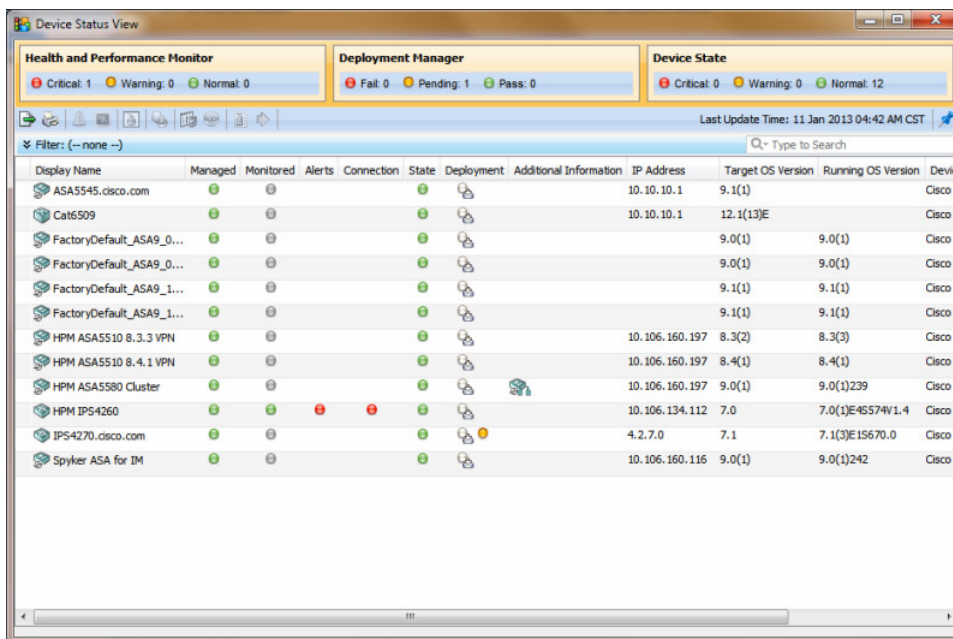 Device Status View
Health and Performance Monitor
Critical: 1 Warning: 0 Normal: 0
Deployment Manager
Fail: 0 Pending: 1 Pass: 0
Device State
Critical: 0 Warning: 0 Normal: 12
Last Update Time: 11 Jan 2013 04:42 AM CST
Filter: (-- none --)
Type to Search
Display Name Managed Monitored Alerts Connection State Deployment Additional Information IP Address Target OS Version Running OS Version Devi
ASA5545.cisco.com 10.10.10.1 9.1(1) Cisco
Cat6509 10.10.10.1 12.1(13)E Cisco
FactoryDefault_ASA9_0... 9.0(1) 9.0(1) Cisco
FactoryDefault_ASA9_0... 9.0(1) 9.0(1) Cisco
FactoryDefault_ASA9_1... 9.1(1) 9.1(1) Cisco
FactoryDefault_ASA9_1... 9.1(1) 9.1(1) Cisco
HPM ASA5510 8.3.3 VPN 10.106.160.197 8.3(2) 8.3(3) Cisco
HPM ASA5510 8.4.1 VPN 10.106.160.197 8.4(1) 8.4(1) Cisco
HPM ASA5580 Cluster 10.106.160.197 9.0(1) 9.0(1)239 Cisco
HPM IPS4260 10.106.134.112 7.0 7.0(1)E4S574V1.4 Cisco
IPS4270.cisco.com 4.2.7.0 7.1 7.1(3)E1S670.0 Cisco
Spyker ASA for IM 10.106.160.116 9.0(1) 9.0(1)242 Cisco